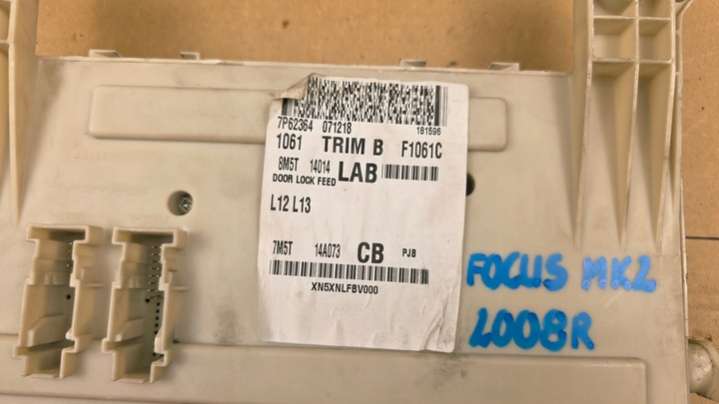 7P62364 071218 181596
1061 TRIM B F1061C
8M5T 14014 LAB
DOOR LOCK FEED
L12 L13
7M5T 14A073 CB PJB
XN5XNLFBV000
FOCUS MK2
2008R